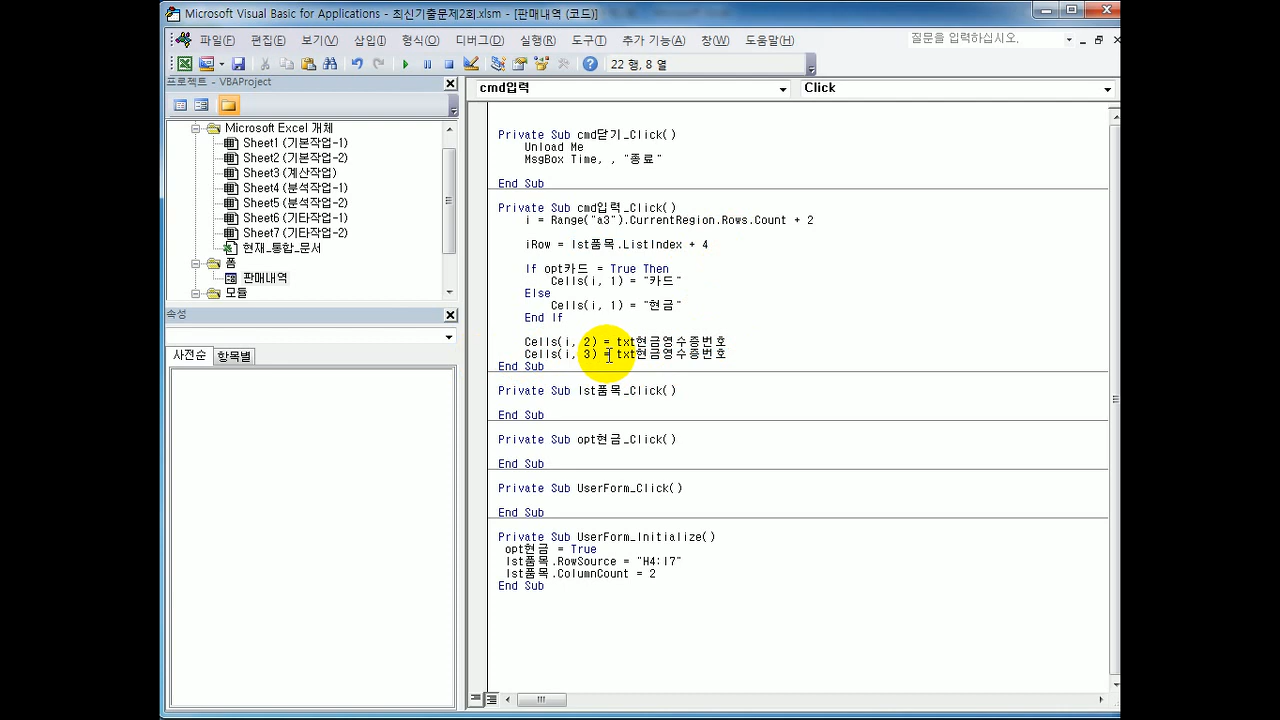 Microsoft Visual Basic for Applications - 최신기출문제2회.xlsm - [판매내역 (코드)]
파일(F) 편집(E) 보기(V) 삽입(I) 형식(O) 디버그(D) 실행(R) 도구(T) 추가 기능(A) 창(W) 도움말(H) 질문을 입력하십시오.
22 행, 8 열
프로젝트 - VBAProject
Microsoft Excel 개체
Sheet1 (기본작업-1)
Sheet2 (기본작업-2)
Sheet3 (계산작업)
Sheet4 (분석작업-1)
Sheet5 (분석작업-2)
Sheet6 (기타작업-1)
Sheet7 (기타작업-2)
현재_통합_문서
폼
판매내역
모듈
속성
사전순 항목별
cmd입력 Click
Private Sub cmd닫기_Click()
Unload Me
MsgBox Time, , "종료"
End Sub
Private Sub cmd입력_Click()
i = Range("a3").CurrentRegion.Rows.Count + 2
iRow = lst품목.ListIndex + 4
If opt카드 = True Then
Cells(i, 1) = "카드"
Else
Cells(i, 1) = "현금"
End If
Cells(i, 2) = txt현금영수증번호
Cells(i, 3) = txt현금영수증번호
End Sub
Private Sub lst품목_Click()
End Sub
Private Sub opt현금_Click()
End Sub
Private Sub UserForm_Click()
End Sub
Private Sub UserForm_Initialize()
opt현금 = True
lst품목.RowSource = "H4:I7"
lst품목.ColumnCount = 2
End Sub